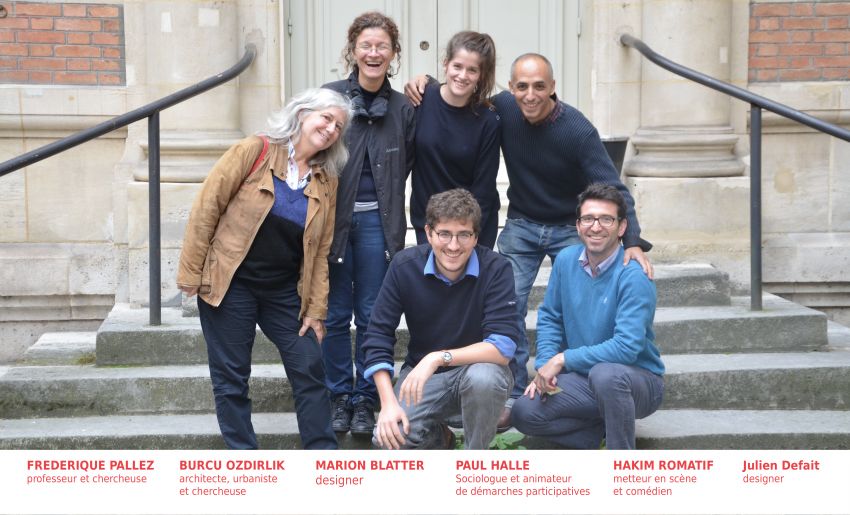 FREDERIQUE PALLEZ
professeur et chercheuse
BURCU OZDIRLIK
architecte, urbaniste
et chercheuse
MARION BLATTER
designer
PAUL HALLE
Sociologue et animateur
de démarches participatives
HAKIM ROMATIF
metteur en scène
et comédien
Julien Defait
designer